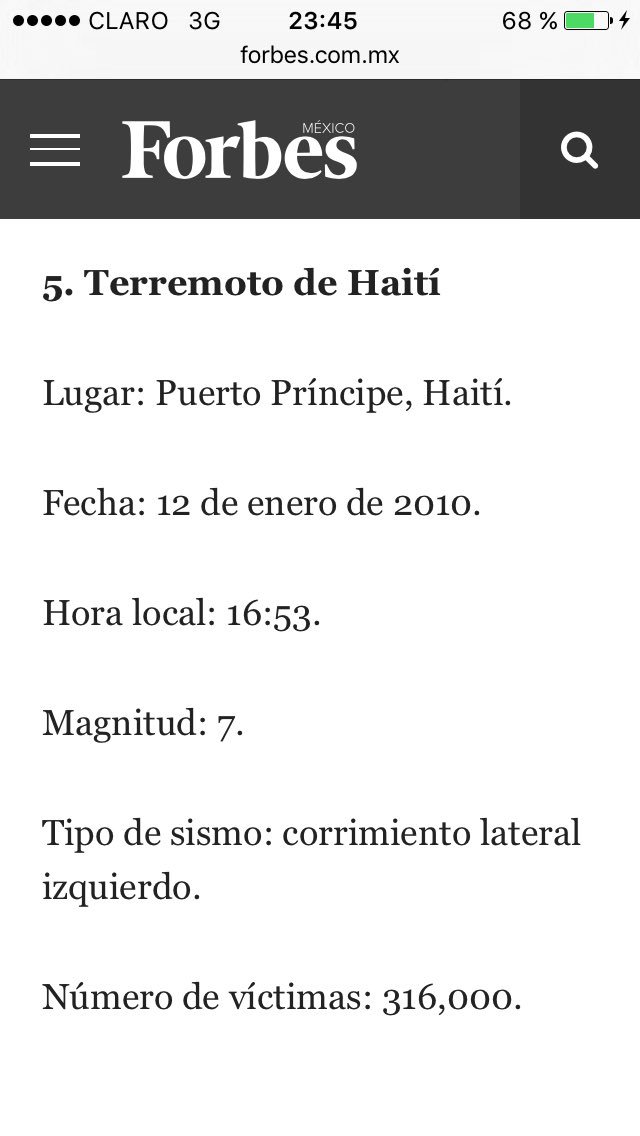 ●●●●● CLARO 3G 23:45 68 %
forbes.com.mx
Forbes MÉXICO
5. Terremoto de Haití
Lugar: Puerto Príncipe, Haití.
Fecha: 12 de enero de 2010.
Hora local: 16:53.
Magnitud: 7.
Tipo de sismo: corrimiento lateral
izquierdo.
Número de víctimas: 316,000.